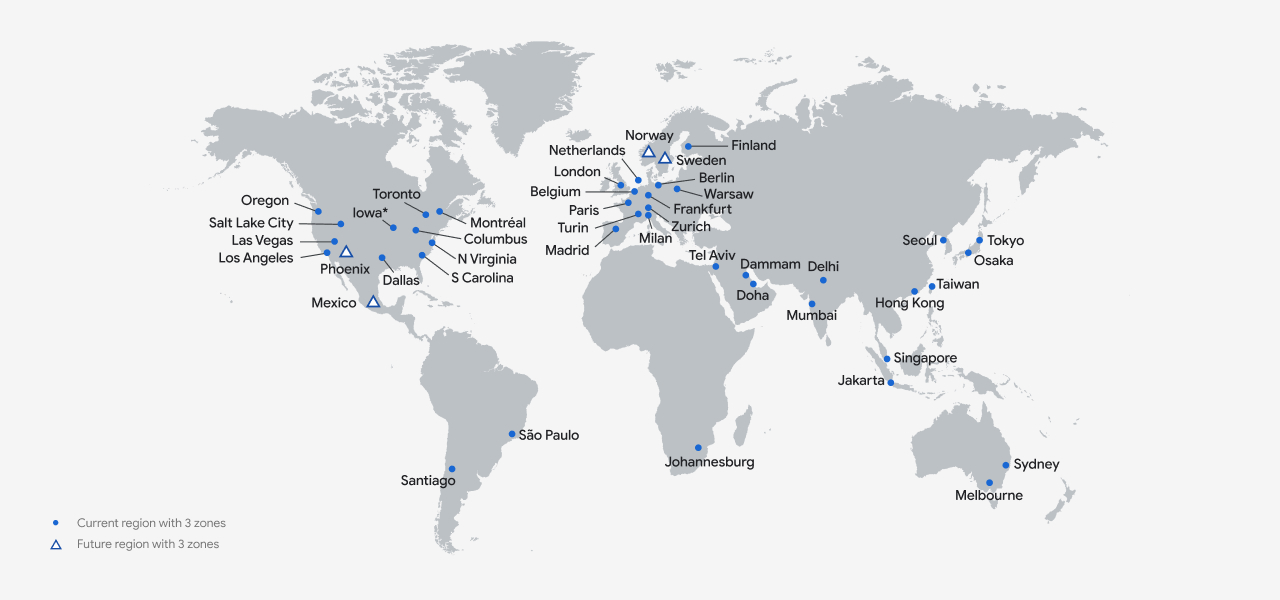 Norway
Netherlands
Finland
Sweden
London
Berlin
Belgium
Warsaw
Oregon
Toronto
Iowa*
Paris
Frankfurt
Salt Lake City
Montréal
Turin
Zurich
Las Vegas
Columbus
Milan
Seoul
Tokyo
Los Angeles
N Virginia
Madrid
Tel Aviv
Osaka
Phoenix
Dallas
S Carolina
Dammam
Delhi
Doha
Taiwan
Mexico
Mumbai
Hong Kong
Singapore
Jakarta
São Paulo
Johannesburg
Sydney
Santiago
Melbourne
Current region with 3 zones
Future region with 3 zones